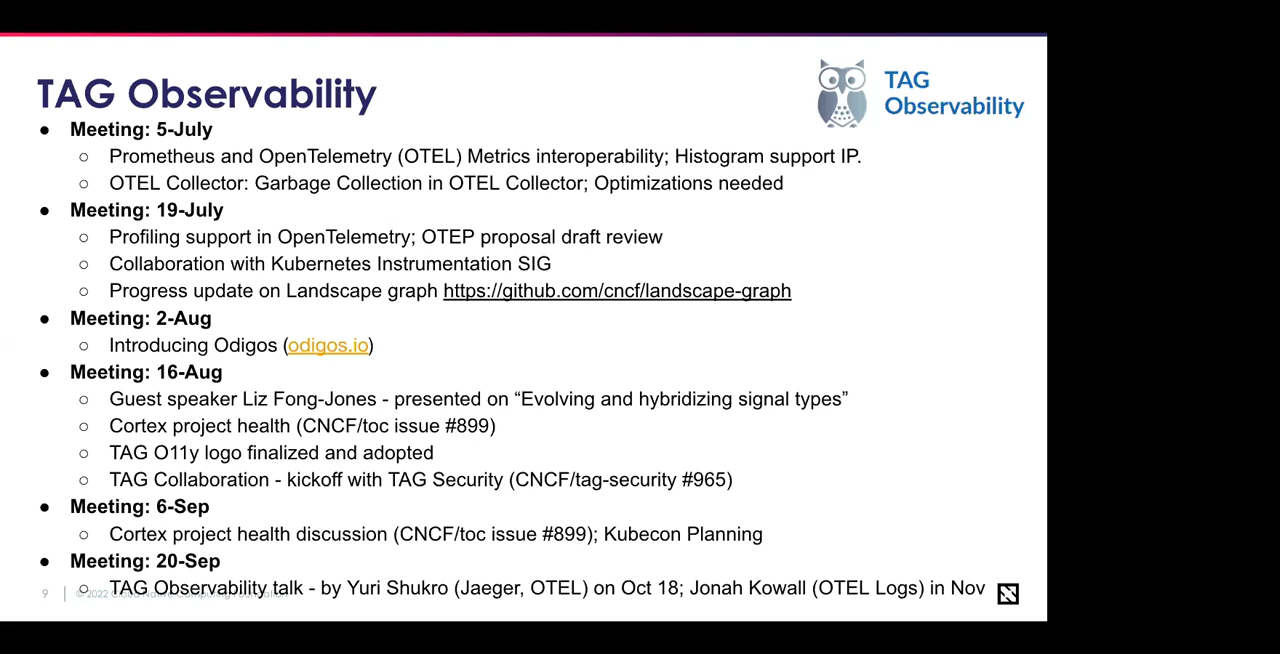 TAG Observability
TAG
Observability
● Meeting: 5-July
○ Prometheus and OpenTelemetry (OTEL) Metrics interoperability; Histogram support IP.
○ OTEL Collector: Garbage Collection in OTEL Collector; Optimizations needed
● Meeting: 19-July
○ Profiling support in OpenTelemetry; OTEP proposal draft review
○ Collaboration with Kubernetes Instrumentation SIG
○ Progress update on Landscape graph https://github.com/cncf/landscape-graph
● Meeting: 2-Aug
○ Introducing Odigos (odigos.io)
● Meeting: 16-Aug
○ Guest speaker Liz Fong-Jones - presented on “Evolving and hybridizing signal types”
○ Cortex project health (CNCF/toc issue #899)
○ TAG O11y logo finalized and adopted
○ TAG Collaboration - kickoff with TAG Security (CNCF/tag-security #965)
● Meeting: 6-Sep
○ Cortex project health discussion (CNCF/toc issue #899); Kubecon Planning
● Meeting: 20-Sep
○ TAG Observability talk - by Yuri Shukro (Jaeger, OTEL) on Oct 18; Jonah Kowall (OTEL Logs) in Nov
9 © 2022 Cloud Native Computing Foundation